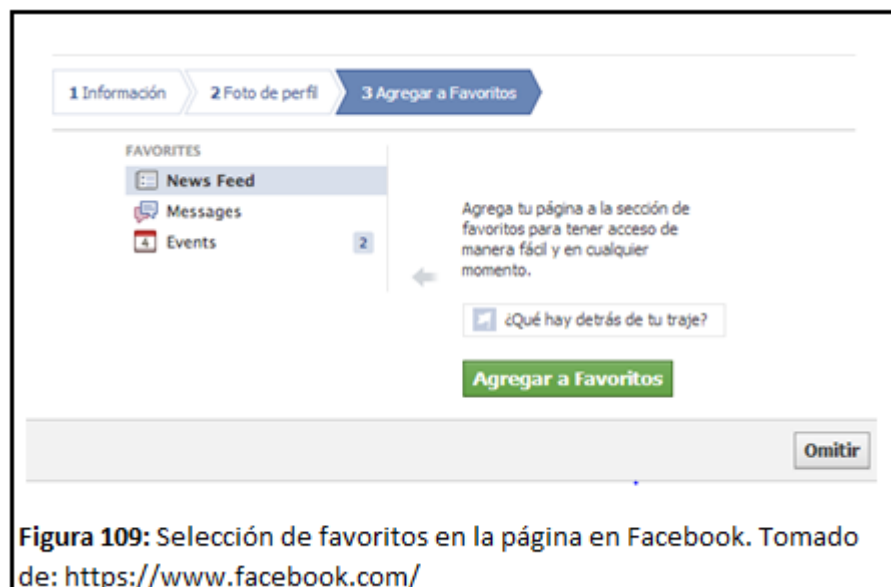 1 Información 2 Foto de perfil 3 Agregar a Favoritos
FAVORITES
News Feed
Messages
4 Events 2
Agrega tu página a la sección de
favoritos para tener acceso de
manera fácil y en cualquier
momento.
¿Qué hay detrás de tu traje?
Agregar a Favoritos
Omitir
Figura 109: Selección de favoritos en la página en Facebook. Tomado
de: https://www.facebook.com/